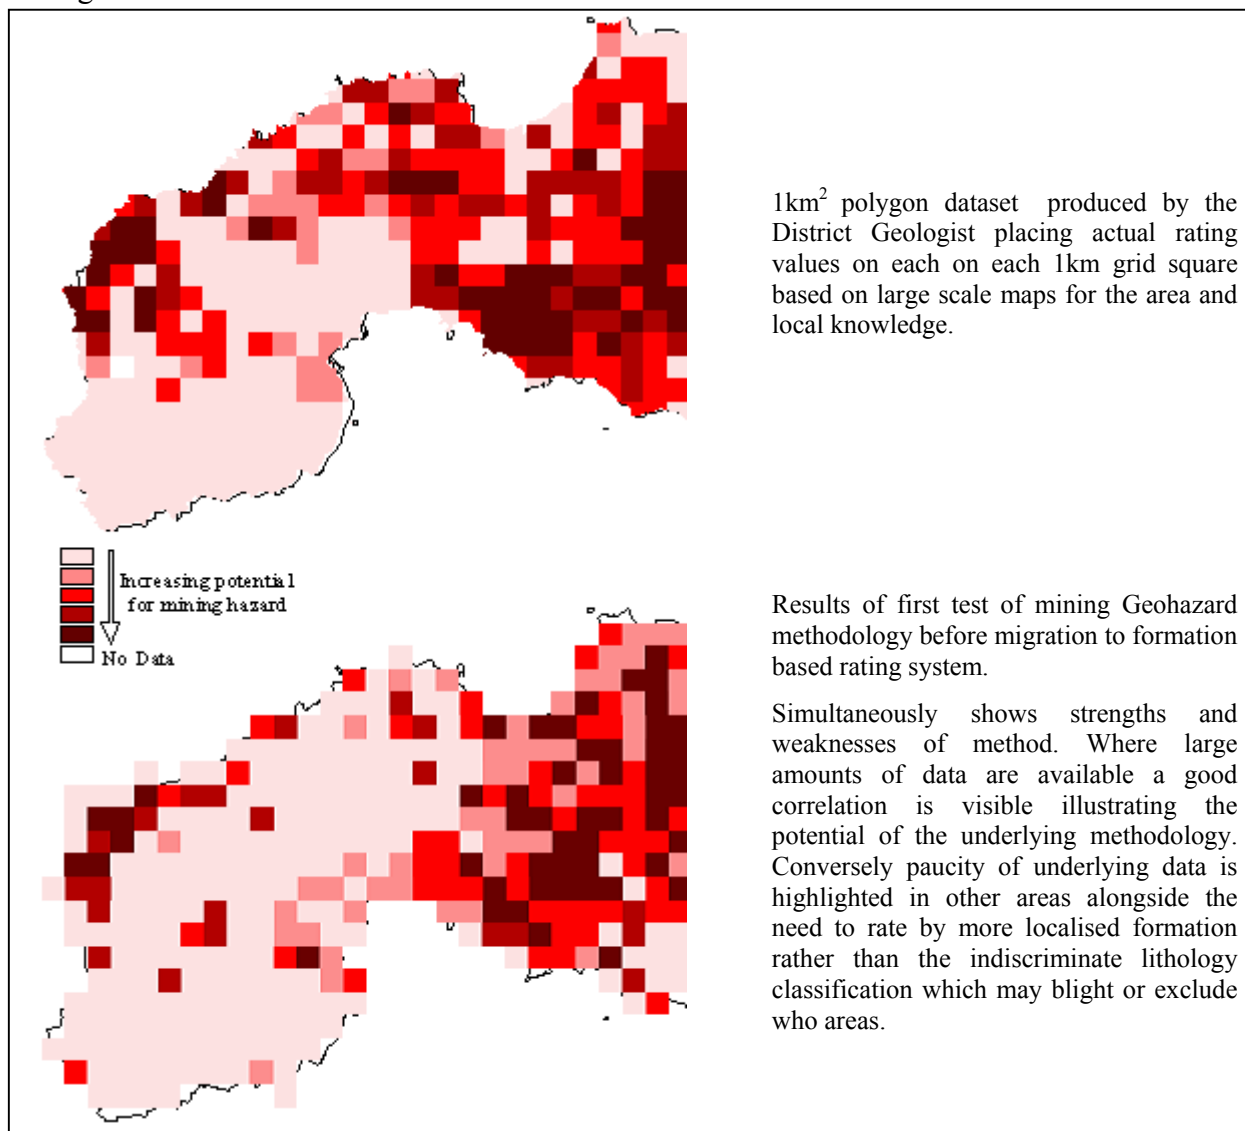 1km² polygon dataset produced by the
District Geologist placing actual rating
values on each on each 1km grid square
based on large scale maps for the area and
local knowledge.
Increasing potential
for mining hazard
No Data
Results of first test of mining Geohazard
methodology before migration to formation
based rating system.
Simultaneously shows strengths and
weaknesses of method. Where large
amounts of data are available a good
correlation is visible illustrating the
potential of the underlying methodology.
Conversely paucity of underlying data is
highlighted in other areas alongside the
need to rate by more localised formation
rather than the indiscriminate lithology
classification which may blight or exclude
who areas.